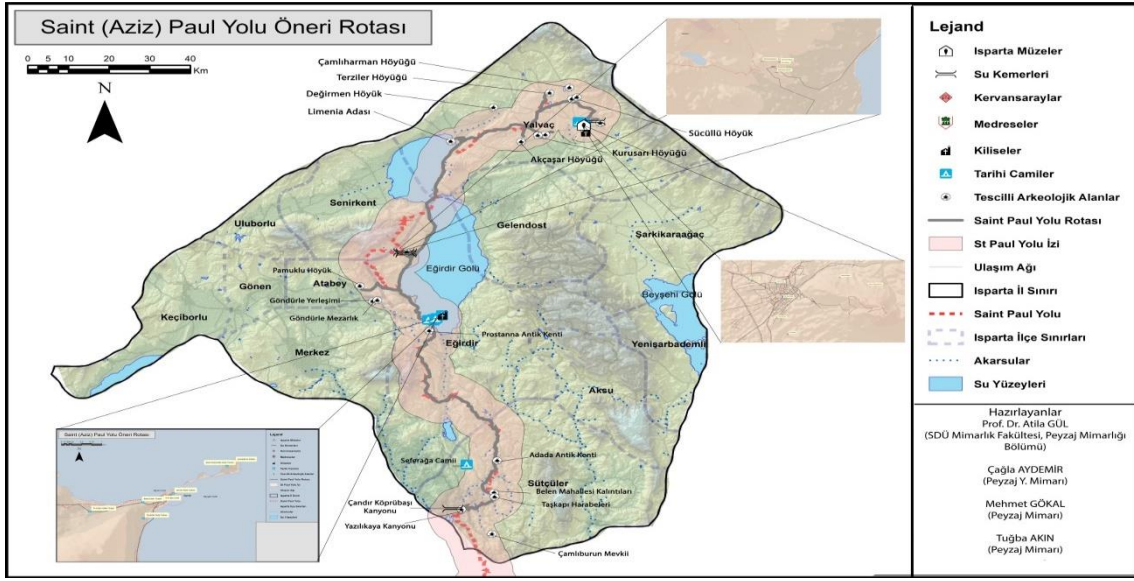 Saint (Aziz) Paul Yolu Öneri Rotası
0 5 10 20 30 40
Km
N
Çamlıharman Höyüğü
Terziler Höyüğü
Değirmen Höyük
Limenia Adası
Yalvaç
Sücüllü Höyük
Kurusarı Höyüğü
Akçaşar Höyüğü
Senirkent
Uluborlu
Gelendost
Şarkikaraağaç
Pamuklu Höyük
Eğirdir Gölü
Gönen
Atabey
Beyşehi Gölü
Göndürle Yerleşimi
Keçiborlu
Göndürle Mezarlık
Prostanna Antik Kenti
Merkez
Eğirdir
Yenişarbademli
Aksu
Seferağa Camii
Adada Antik Kenti
Sütçüler
Belen Mahallesi Kalıntıları
Çandır Köprübaşı
Kanyonu
Taşkapı Harabeleri
Yazılıkaya Kanyonu
Çamlıburun Mevkii
Saint (Aziz) Paul Yolu Öneri Rotası
Lejand
Isparta Müzeler
Su Kemerleri
Kervansaraylar
Medreseler
Kiliseler
Tarihi Camiler
Tescilli Arkeolojik Alanlar
Saint Paul Yolu Rotası
St Paul Yolu İzi
Ulaşım Ağı
Isparta İl Sınırı
Saint Paul Yolu
Isparta İlçe Sınırları
Akarsular
Su Yüzeyleri
Hazırlayanlar
Prof. Dr. Atila GÜL
(SDÜ Mimarlık Fakültesi, Peyzaj Mimarlığı
Bölümü)
Çağla AYDEMİR
(Peyzaj Y. Mimarı)
Mehmet GÖKAL
(Peyzaj Mimarı)
Tuğba AKIN
(Peyzaj Mimarı)